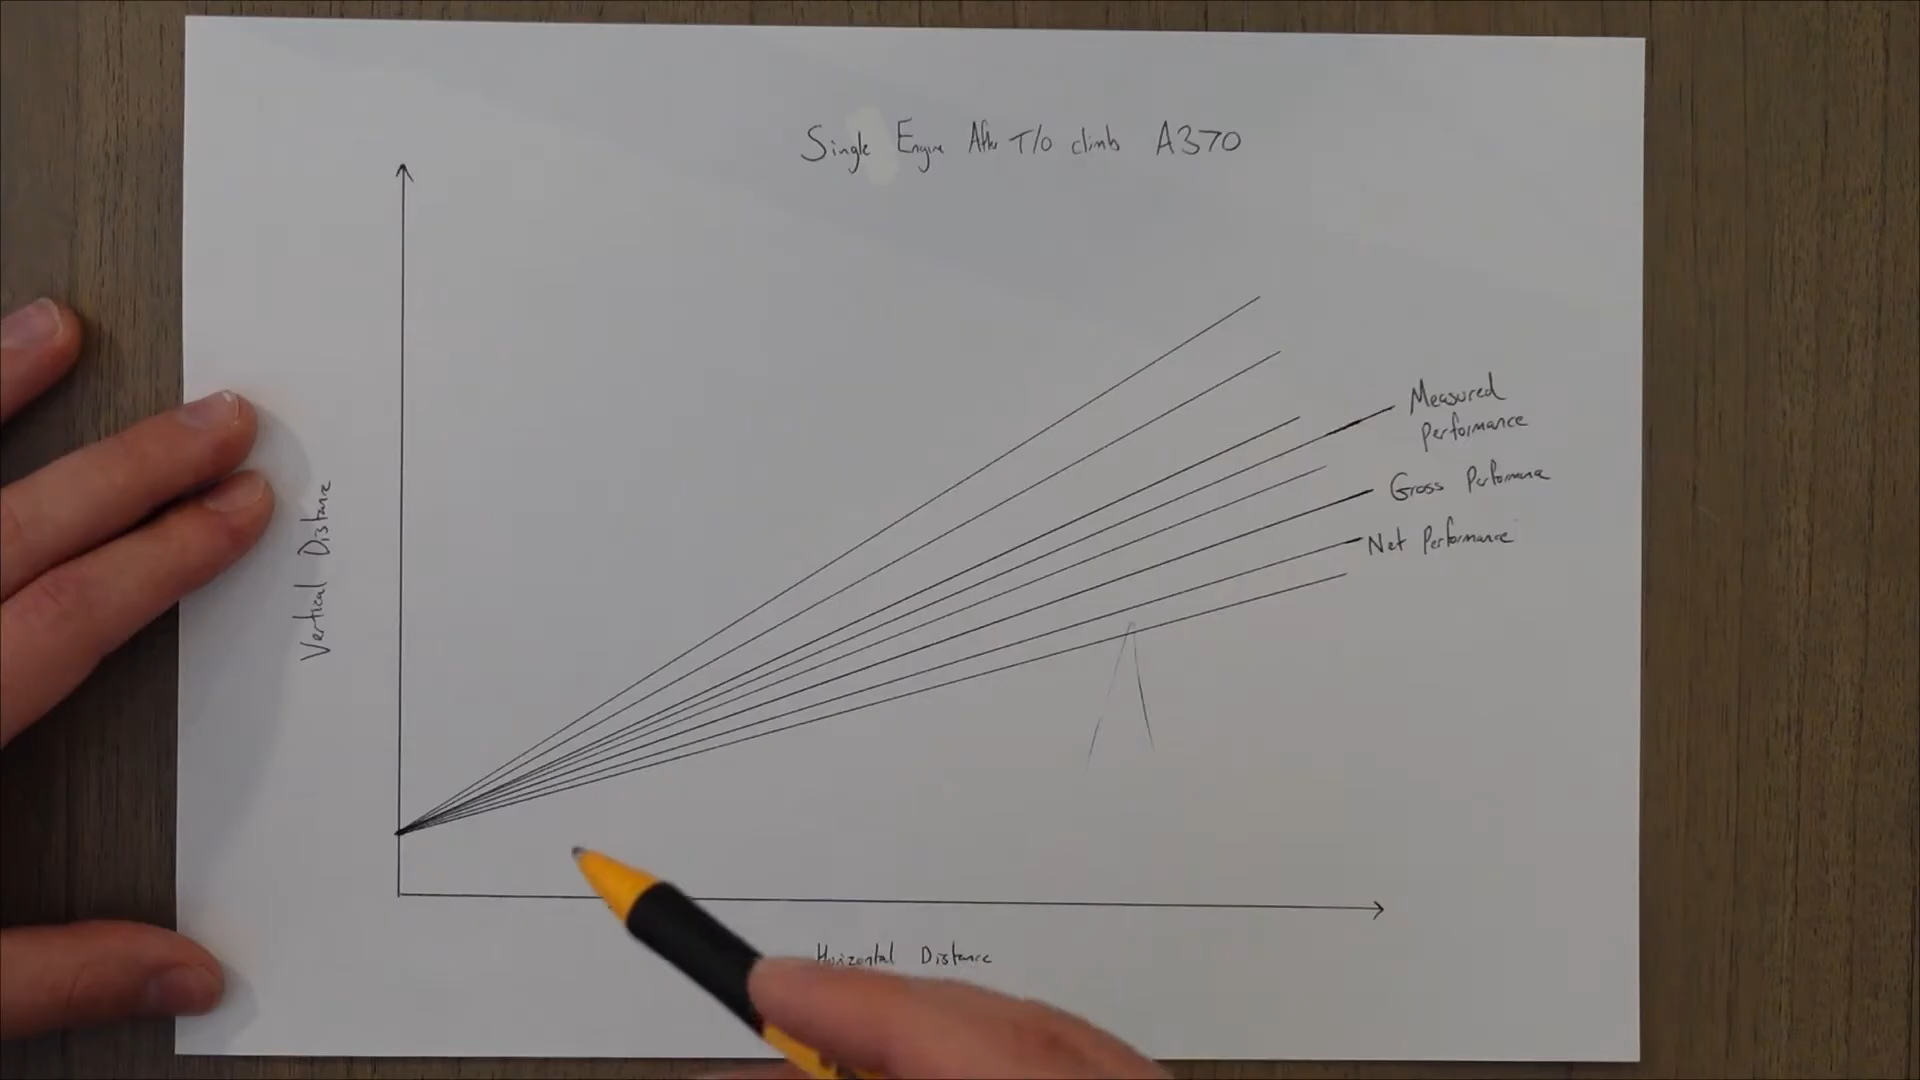 Single Engine After T/O climb A370
Measured
Performance
Gross Performance
Net Performance
Vertical Distance
Horizontal Distance